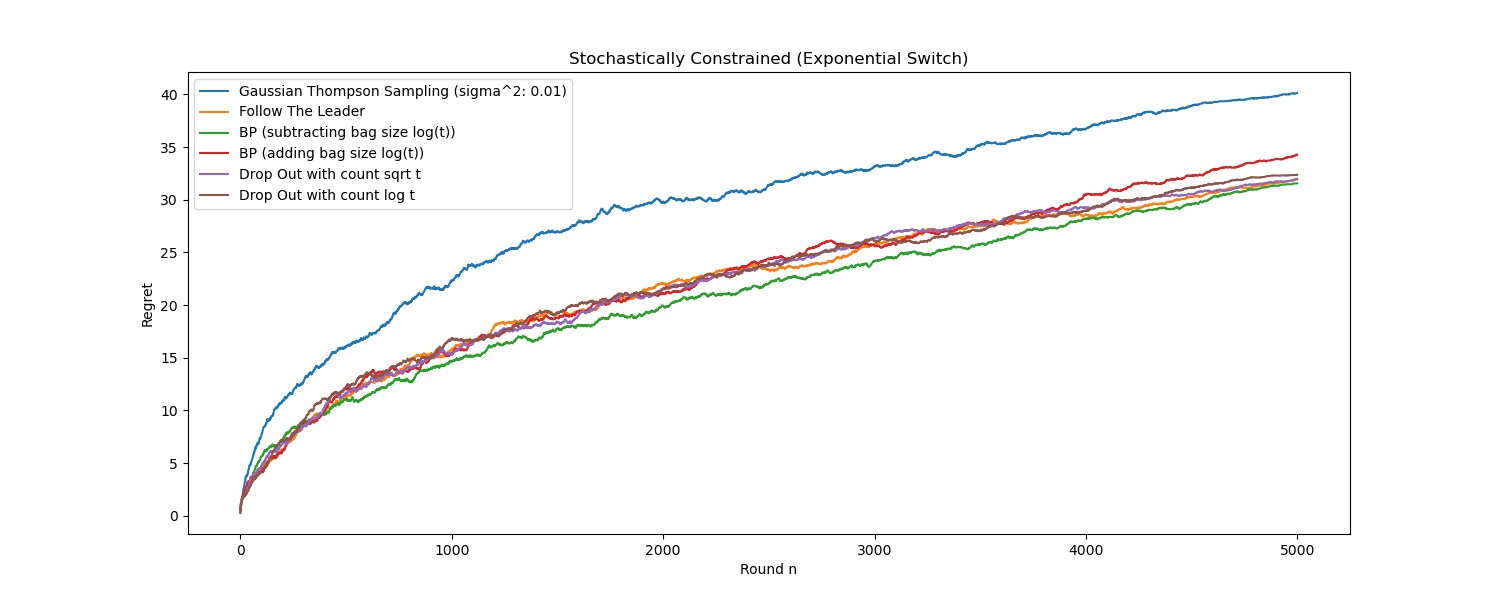 Stochastically Constrained (Exponential Switch)
Gaussian Thompson Sampling (sigma^2: 0.01)
Follow The Leader
BP (subtracting bag size log(t))
BP (adding bag size log(t))
Drop Out with count sqrt t
Drop Out with count log t
Regret
40
35
30
25
20
15
10
5
0
0 1000 2000 3000 4000 5000
Round n